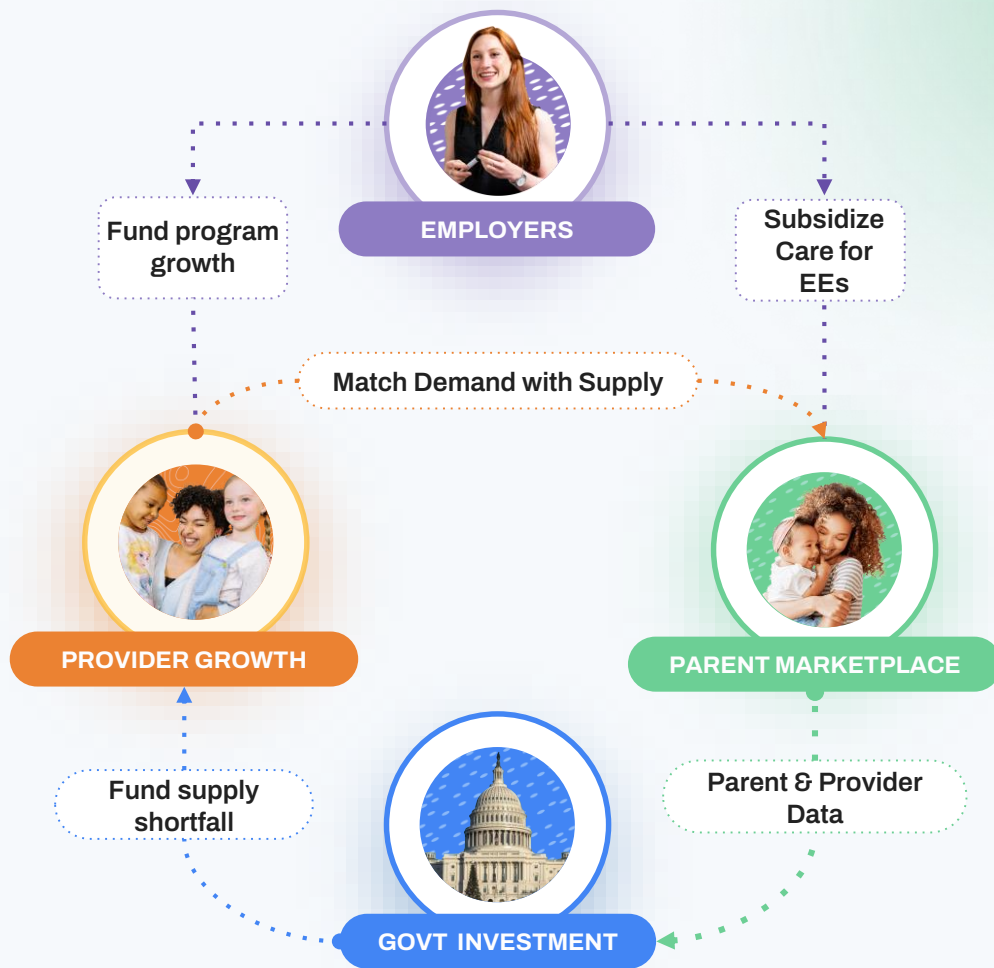 EMPLOYERS
Fund program
growth
Subsidize
Care for
EEs
Match Demand with Supply
PROVIDER GROWTH
PARENT MARKETPLACE
Fund supply
shortfall
Parent & Provider
Data
GOVT INVESTMENT